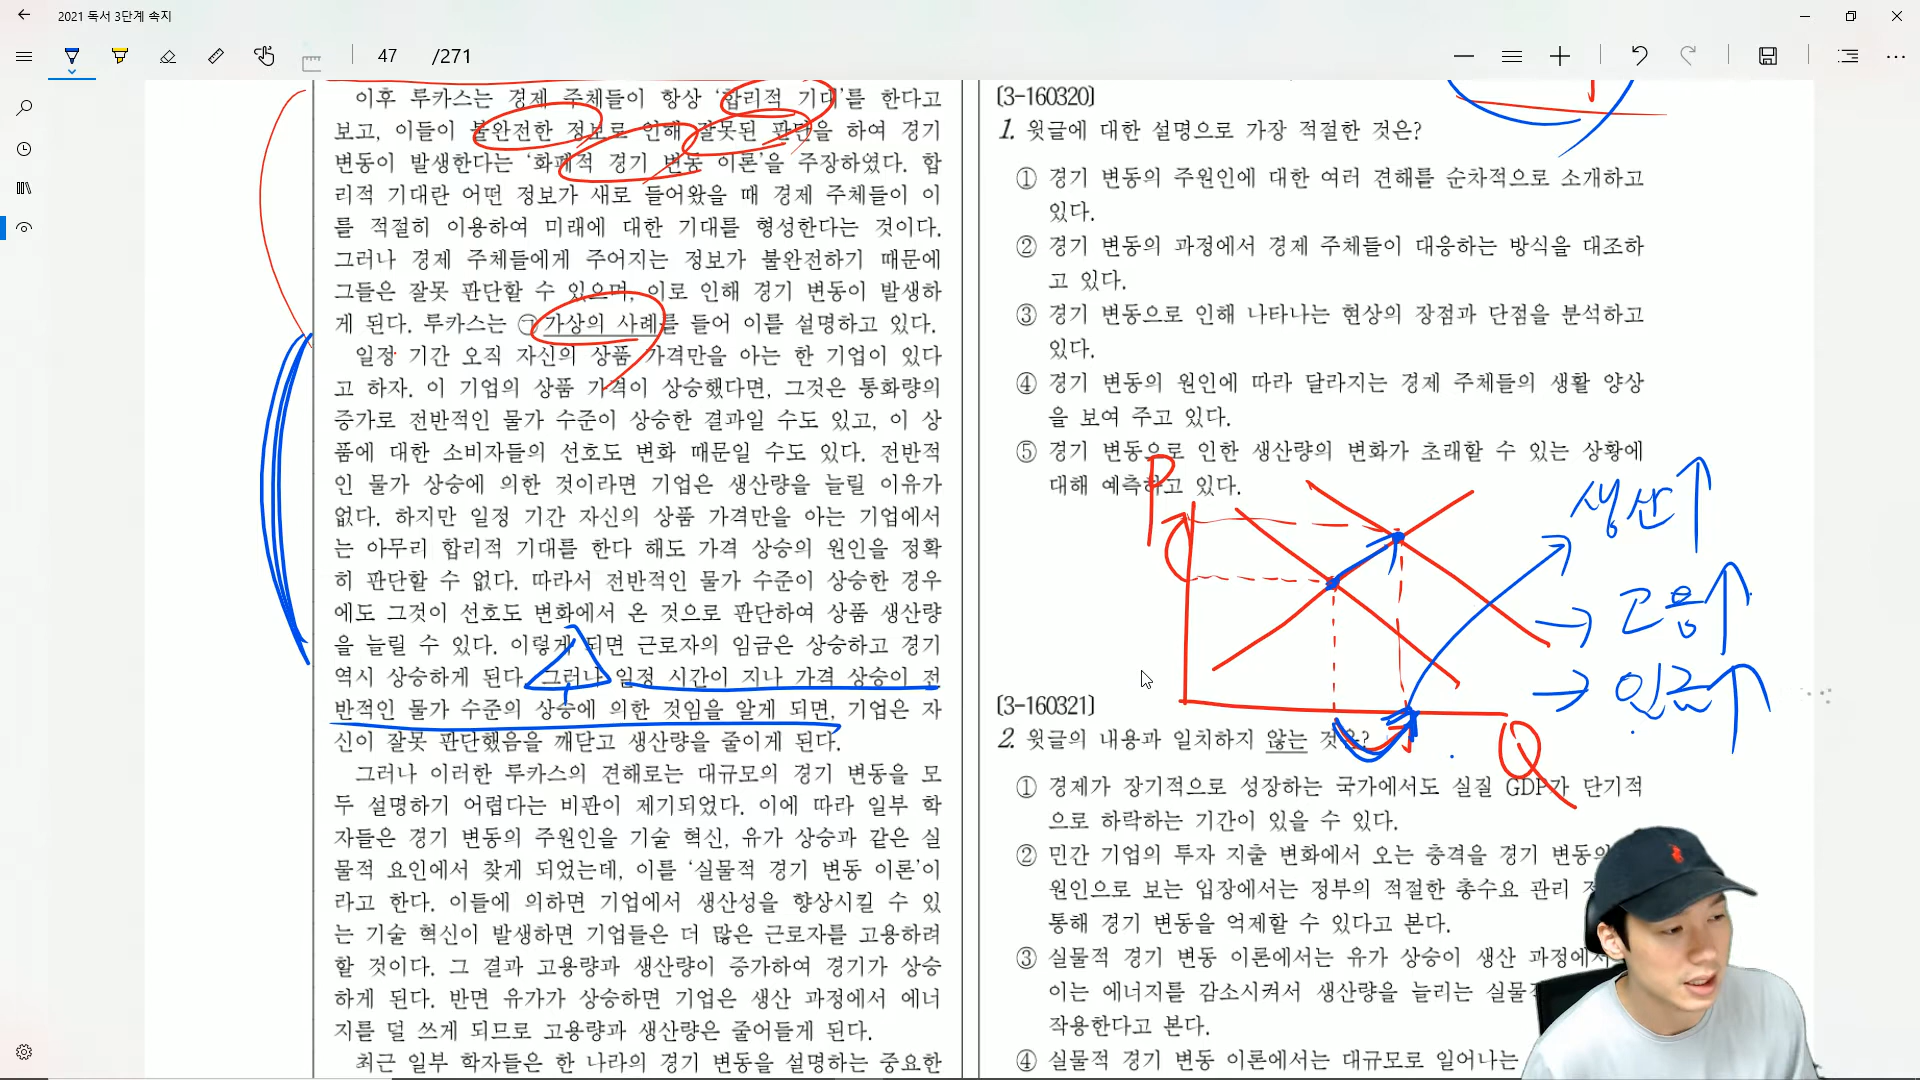 2021 독서 3단계 속지
47 /271
이후 루카스는 경제 주체들이 항상 '합리적 기대'를 한다고
보고, 이들이 불완전한 정보로 인해 잘못된 판단을 하여 경기
변동이 발생한다는 '화폐적 경기 변동 이론'을 주장하였다. 합
리적 기대란 어떤 정보가 새로 들어왔을 때 경제 주체들이 이
를 적절히 이용하여 미래에 대한 기대를 형성한다는 것이다.
그러나 경제 주체들에게 주어지는 정보가 불완전하기 때문에
그들은 잘못 판단할 수 있으며, 이로 인해 경기 변동이 발생하
게 된다. 루카스는 ㉠ 가상의 사례를 들어 이를 설명하고 있다.
일정 기간 오직 자신의 상품 가격만을 아는 한 기업이 있다
고 하자. 이 기업의 상품 가격이 상승했다면, 그것은 통화량의
증가로 전반적인 물가 수준이 상승한 결과일 수도 있고, 이 상
품에 대한 소비자들의 선호도 변화 때문일 수도 있다. 전반적
인 물가 상승에 의한 것이라면 기업은 생산량을 늘릴 이유가
없다. 하지만 일정 기간 자신의 상품 가격만을 아는 기업에서
는 아무리 합리적 기대를 한다 해도 가격 상승의 원인을 정확
히 판단할 수 없다. 따라서 전반적인 물가 수준이 상승한 경우
에도 그것이 선호도 변화에서 온 것으로 판단하여 상품 생산량
을 늘릴 수 있다. 이렇게 되면 근로자의 임금은 상승하고 경기
역시 상승하게 된다. 그러나 일정 시간이 지나 가격 상승이 전
반적인 물가 수준의 상승에 의한 것임을 알게 되면, 기업은 자
신이 잘못 판단했음을 깨닫고 생산량을 줄이게 된다.
그러나 이러한 루카스의 견해로는 대규모의 경기 변동을 모
두 설명하기 어렵다는 비판이 제기되었다. 이에 따라 일부 학
자들은 경기 변동의 주원인을 기술 혁신, 유가 상승과 같은 실
물적 요인에서 찾게 되었는데, 이를 '실물적 경기 변동 이론'이
라고 한다. 이들에 의하면 기업에서 생산성을 향상시킬 수 있
는 기술 혁신이 발생하면 기업들은 더 많은 근로자를 고용하려
할 것이다. 그 결과 고용량과 생산량이 증가하여 경기가 상승
하게 된다. 반면 유가가 상승하면 기업은 생산 과정에서 에너
지를 덜 쓰게 되므로 고용량과 생산량은 줄어들게 된다.
최근 일부 학자들은 한 나라의 경기 변동을 설명하는 중요한
[3-160320]
1. 윗글에 대한 설명으로 가장 적절한 것은?
① 경기 변동의 주원인에 대한 여러 견해를 순차적으로 소개하고
있다.
② 경기 변동의 과정에서 경제 주체들이 대응하는 방식을 대조하
고 있다.
③ 경기 변동으로 인해 나타나는 현상의 장점과 단점을 분석하고
있다.
④ 경기 변동의 원인에 따라 달라지는 경제 주체들의 생활 양상
을 보여 주고 있다.
⑤ 경기 변동으로 인한 생산량의 변화가 초래할 수 있는 상황에
대해 예측하고 있다.
P
생산↑
→ 고용↑
→ 임금↑
Q
[3-160321]
2. 윗글의 내용과 일치하지 않는 것은?
① 경제가 장기적으로 성장하는 국가에서도 실질 GDP가 단기적
으로 하락하는 기간이 있을 수 있다.
② 민간 기업의 투자 지출 변화에서 오는 충격을 경기 변동의
원인으로 보는 입장에서는 정부의 적절한 총수요 관리
통해 경기 변동을 억제할 수 있다고 본다.
③ 실물적 경기 변동 이론에서는 유가 상승이 생산 과정에서
이는 에너지를 감소시켜서 생산량을 늘리는
작용한다고 본다.
④ 실물적 경기 변동 이론에서는 대규모로 일어나는